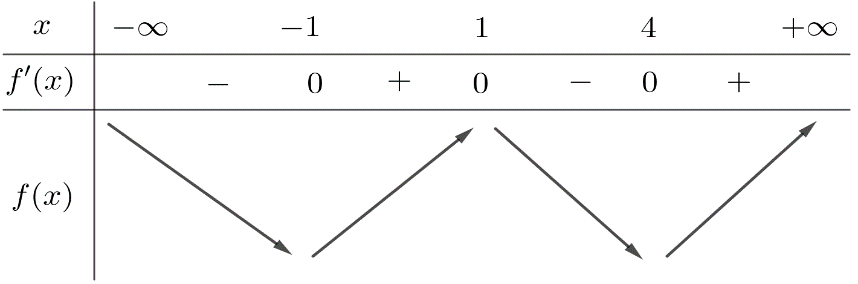 x −∞ −1 1 4 +∞
f′(x) − 0 + 0 − 0 +
f(x)